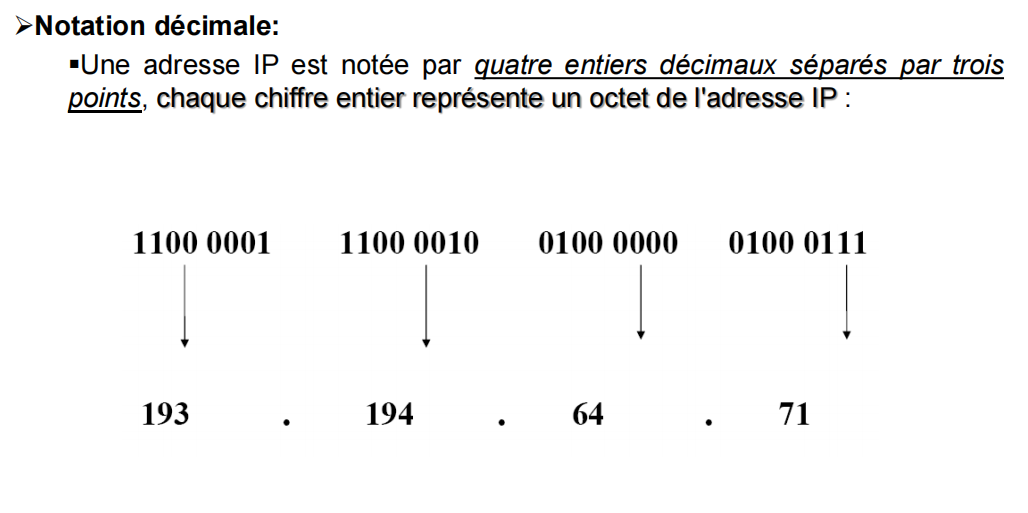 ➢Notation décimale:
▪Une adresse IP est notée par quatre entiers décimaux séparés par trois
points, chaque chiffre entier représente un octet de l'adresse IP :
1100 0001 1100 0010 0100 0000 0100 0111
193 . 194 . 64 . 71